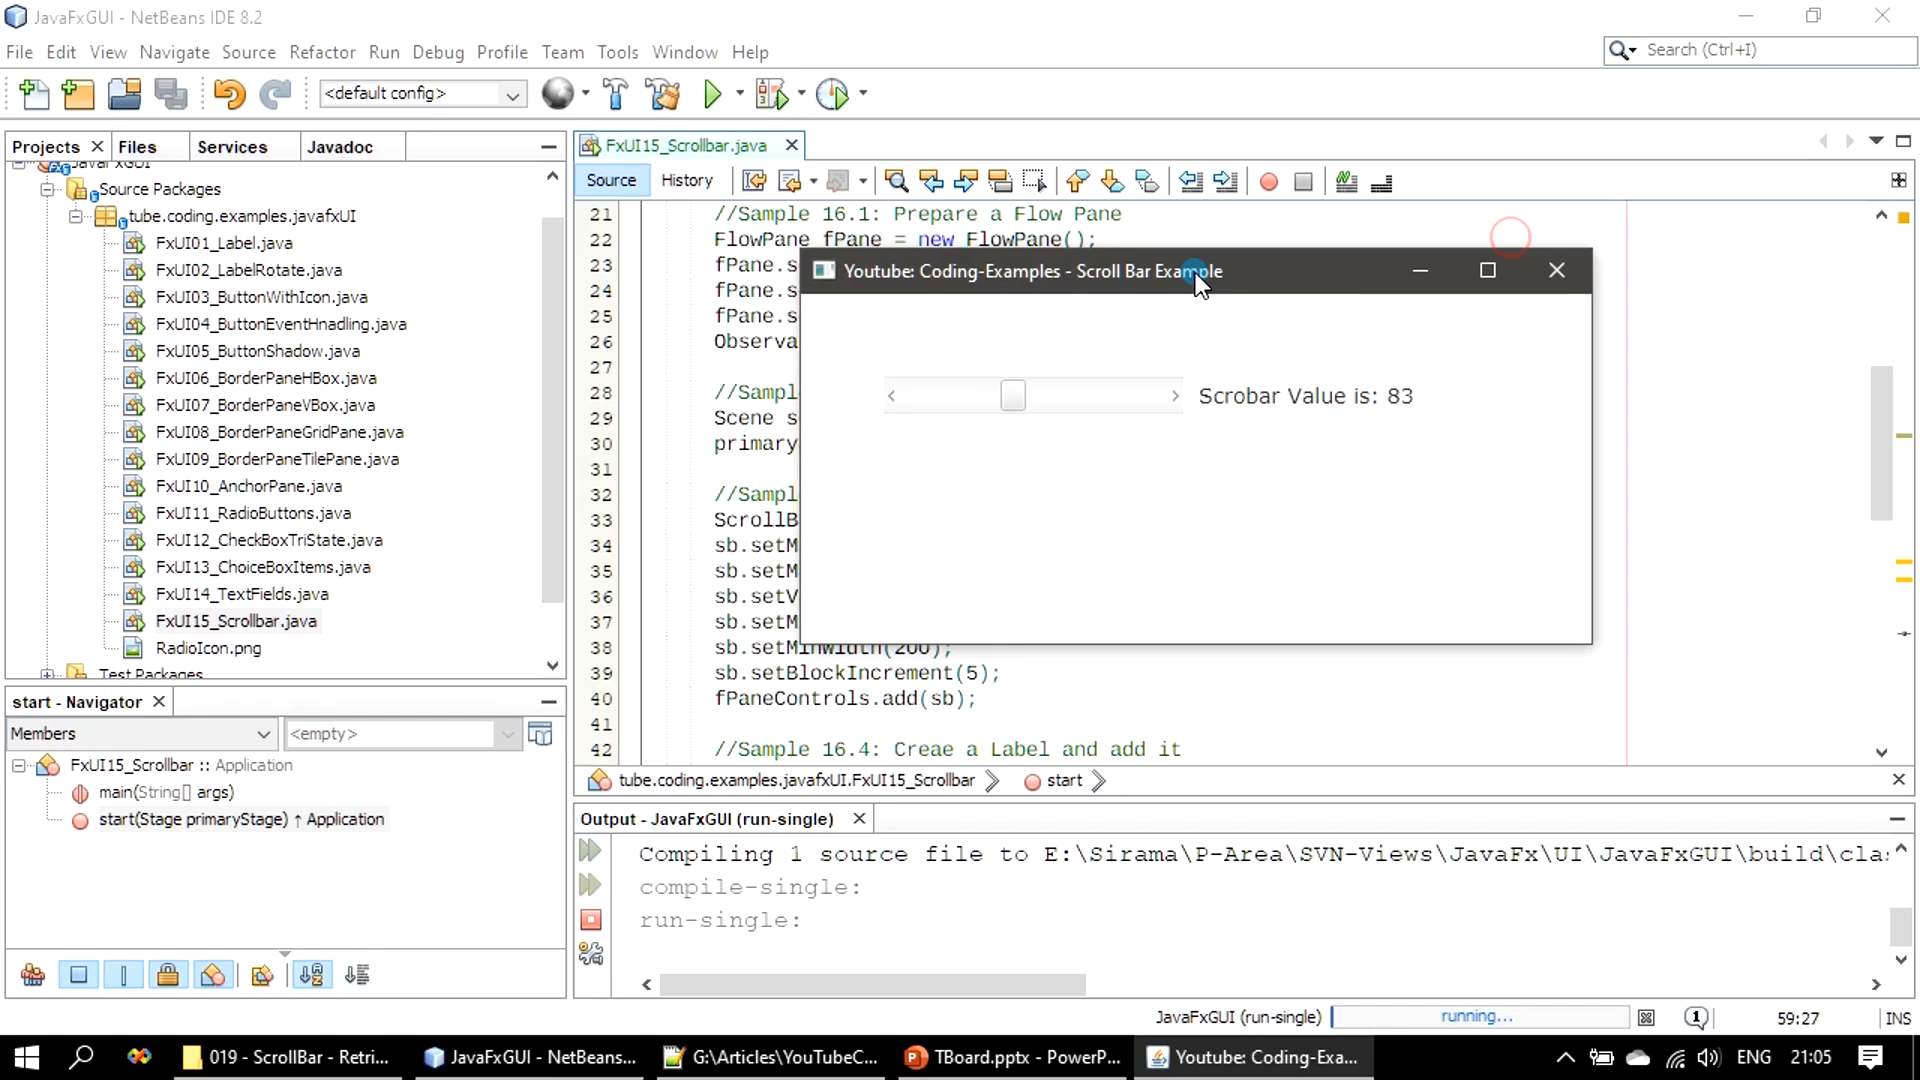 JavaFxGUI - NetBeans IDE 8.2
File Edit View Navigate Source Refactor Run Debug Profile Team Tools Window Help
Search (Ctrl+I)
<default config>
Projects Files Services Javadoc
JavaFxGUI
Source Packages
tube.coding.examples.javafxUI
FxUI01_Label.java
FxUI02_LabelRotate.java
FxUI03_ButtonWithIcon.java
FxUI04_ButtonEventHnadling.java
FxUI05_ButtonShadow.java
FxUI06_BorderPaneHBox.java
FxUI07_BorderPaneVBox.java
FxUI08_BorderPaneGridPane.java
FxUI09_BorderPaneTilePane.java
FxUI10_AnchorPane.java
FxUI11_RadioButtons.java
FxUI12_CheckBoxTriState.java
FxUI13_ChoiceBoxItems.java
FxUI14_TextFields.java
FxUI15_Scrollbar.java
RadioIcon.png
Test Packages
start - Navigator
Members <empty>
FxUI15_Scrollbar :: Application
main(String[] args)
start(Stage primaryStage) ↑ Application
FxUI15_Scrollbar.java
Source History
21 //Sample 16.1: Prepare a Flow Pane
22 FlowPane fPane = new FlowPane();
23 fPane.s
24 fPane.s
25 fPane.s
26 Observa
27
28 //Sampl
29 Scene s
30 primary
31
32 //Sampl
33 ScrollB
34 sb.setM
35 sb.setM
36 sb.setV
37 sb.setM
38 sb.setMinWidth(200);
39 sb.setBlockIncrement(5);
40 fPaneControls.add(sb);
41
42 //Sample 16.4: Creae a Label and add it
Youtube: Coding-Examples - Scroll Bar Example
Scrobar Value is: 83
tube.coding.examples.javafxUI.FxUI15_Scrollbar start
Output - JavaFxGUI (run-single)
Compiling 1 source file to E:\Sirama\P-Area\SVN-Views\JavaFx\UI\JavaFxGUI\build\cla
compile-single:
run-single:
JavaFxGUI (run-single) running... 1 59:27 INS
019 - ScrollBar - Retri... JavaFxGUI - NetBeans... G:\Articles\YouTubeC... TBoard.pptx - PowerP... Youtube: Coding-Exa... ENG 21:05